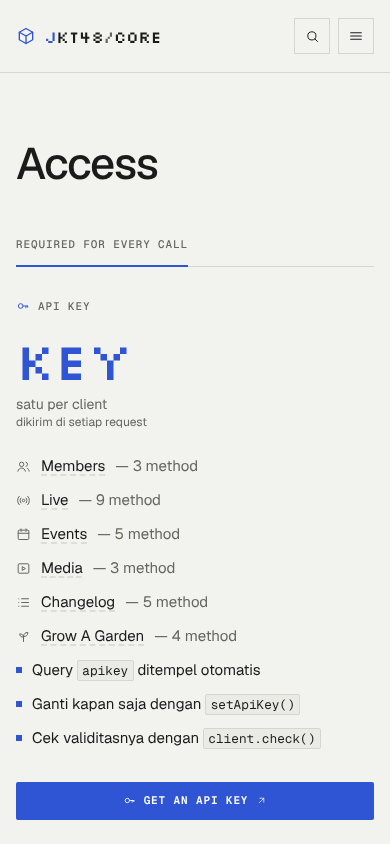 JKT48/CORE
Access
REQUIRED FOR EVERY CALL
API KEY
KEY
satu per client
dikirim di setiap request
Members — 3 method
Live — 9 method
Events — 5 method
Media — 3 method
Changelog — 5 method
Grow A Garden — 4 method
Query apikey ditempel otomatis
Ganti kapan saja dengan setApiKey()
Cek validitasnya dengan client.check()
GET AN API KEY